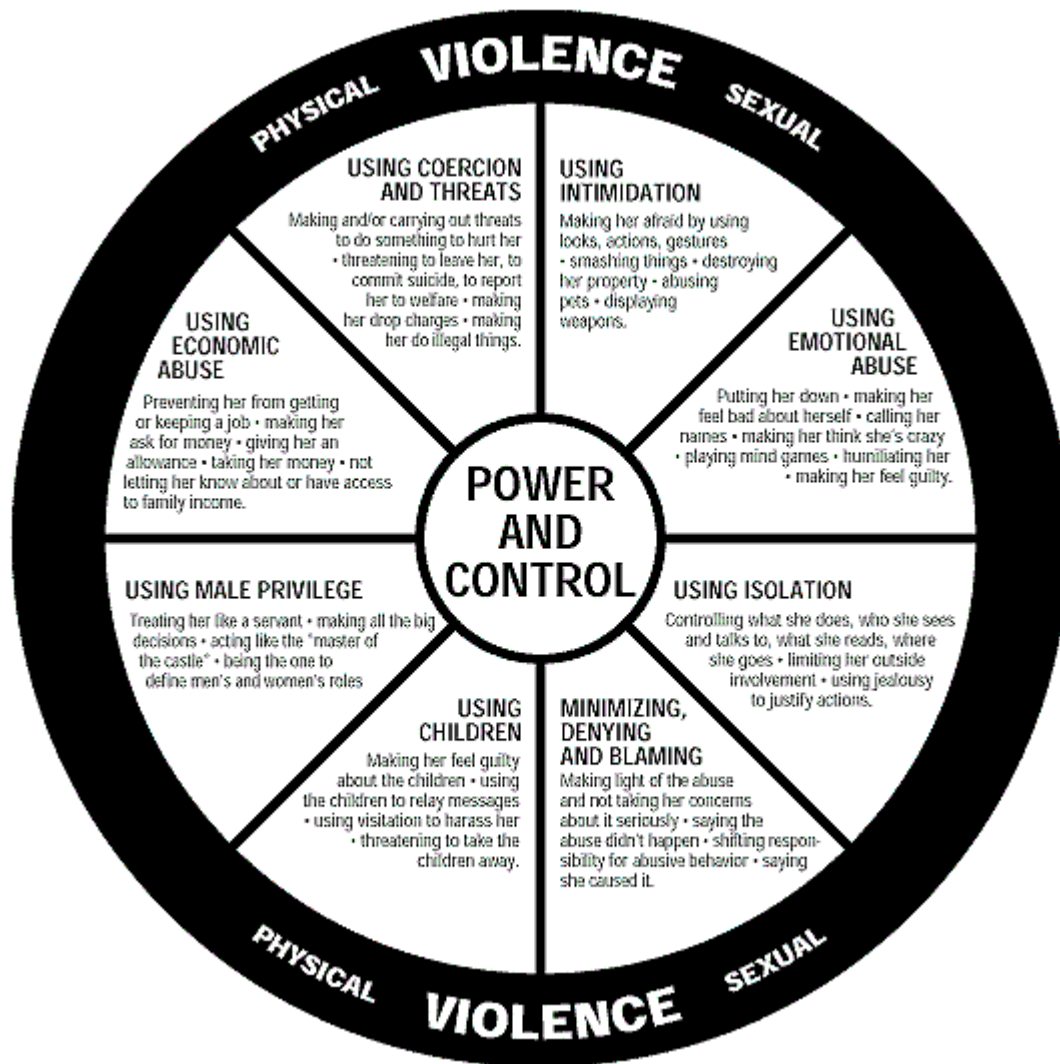 PHYSICAL VIOLENCE SEXUAL
USING COERCION
AND THREATS
Making and/or carrying out threats
to do something to hurt her
• threatening to leave her, to
commit suicide, to report
her to welfare • making
her drop charges • making
her do illegal things.
USING
INTIMIDATION
Making her afraid by using
looks, actions, gestures
• smashing things • destroying
her property • abusing
pets • displaying
weapons.
USING
EMOTIONAL
ABUSE
Putting her down • making her
feel bad about herself • calling her
names • making her think she's crazy
• playing mind games • humiliating her
• making her feel guilty.
USING ISOLATION
Controlling what she does, who she sees
and talks to, what she reads, where
she goes • limiting her outside
involvement • using jealousy
to justify actions.
MINIMIZING,
DENYING
AND BLAMING
Making light of the abuse
and not taking her concerns
about it seriously • saying the
abuse didn't happen • shifting respon-
sibility for abusive behavior • saying
she caused it.
USING
CHILDREN
Making her feel guilty
about the children • using
the children to relay messages
• using visitation to harass her
• threatening to take the
children away.
USING MALE PRIVILEGE
Treating her like a servant • making all the big
decisions • acting like the "master of
the castle" • being the one to
define men's and women's roles
USING
ECONOMIC
ABUSE
Preventing her from getting
or keeping a job • making her
ask for money • giving her an
allowance • taking her money • not
letting her know about or have access
to family income.
POWER
AND
CONTROL
PHYSICAL VIOLENCE SEXUAL